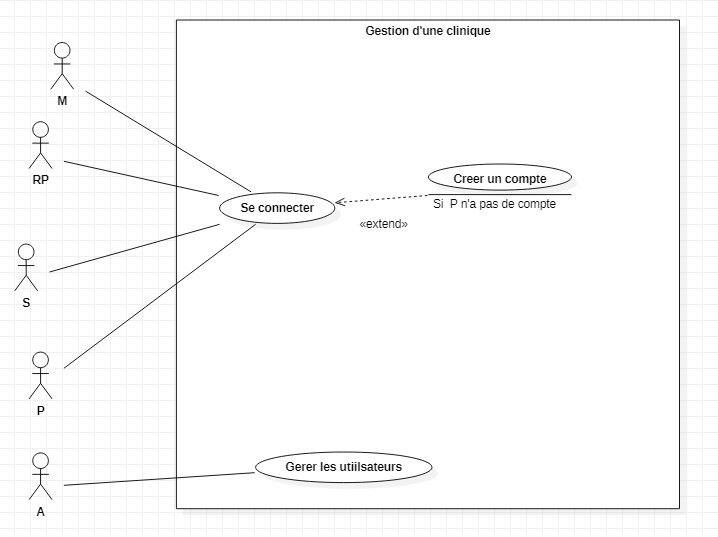 Gestion d'une clinique
M
RP
Creer un compte
Si P n'a pas de compte
Se connecter
«extend»
S
P
Gerer les utiilsateurs
A